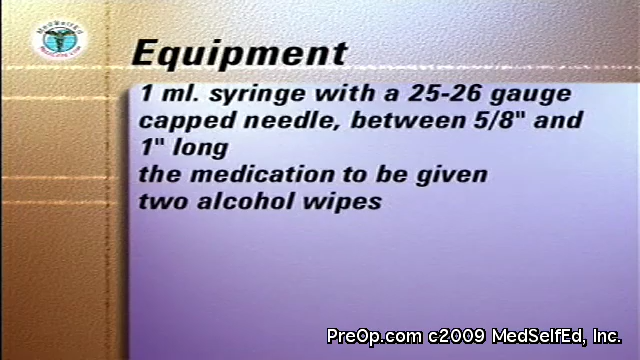 Equipment
1 ml. syringe with a 25-26 gauge
capped needle, between 5/8" and
1" long
the medication to be given
two alcohol wipes
PreOp.com c2009 MedSelfEd, Inc.